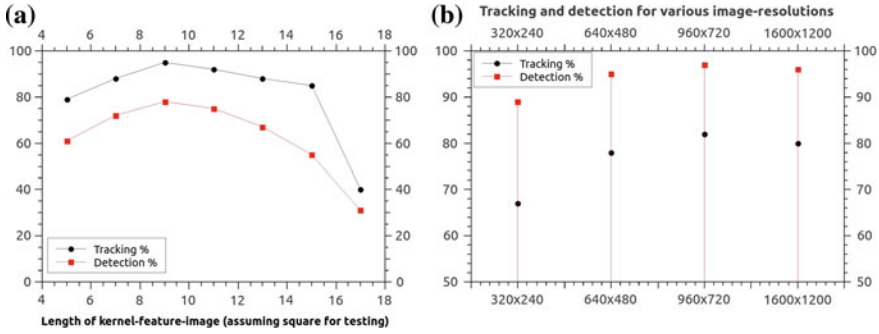 (a)
4 6 8 10 12 14 16 18
100 100
80 80
60 60
40 40
20 20
0 0
Tracking %
Detection %
4 6 8 10 12 14 16 18
Length of kernel-feature-image (assuming square for testing)
(b)
Tracking and detection for various image-resolutions
320x240 640x480 960x720 1600x1200
100 100
90 90
80 80
70 70
60 60
50 50
Tracking %
Detection %
320x240 640x480 960x720 1600x1200